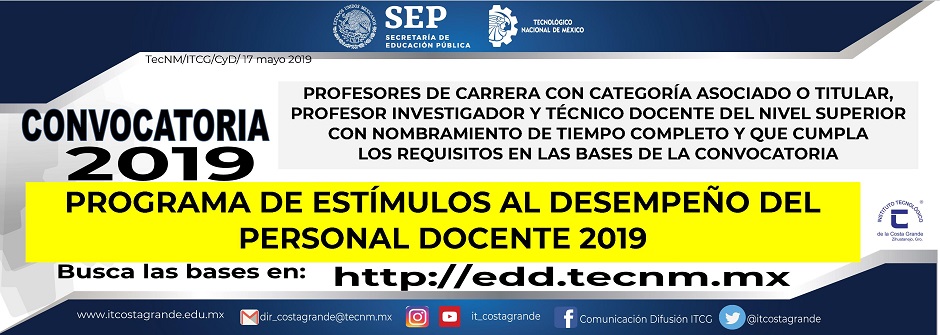 SEP
SECRETARÍA DE
EDUCACIÓN PÚBLICA
TECNOLÓGICO
NACIONAL DE MÉXICO
TecNM/ITCG/CyD/ 17 mayo 2019
CONVOCATORIA
2019
PROFESORES DE CARRERA CON CATEGORÍA ASOCIADO O TITULAR,
PROFESOR INVESTIGADOR Y TÉCNICO DOCENTE DEL NIVEL SUPERIOR
CON NOMBRAMIENTO DE TIEMPO COMPLETO Y QUE CUMPLA
LOS REQUISITOS EN LAS BASES DE LA CONVOCATORIA
PROGRAMA DE ESTÍMULOS AL DESEMPEÑO DEL
PERSONAL DOCENTE 2019
INSTITUTO TECNOLÓGICO
de la Costa Grande
Zihuatanejo, Gro.
Busca las bases en: http://edd.tecnm.mx
www.itcostagrande.edu.mx dir_costagrande@tecnm.mx it_costagrande Comunicación Difusión ITCG @itcostagrande